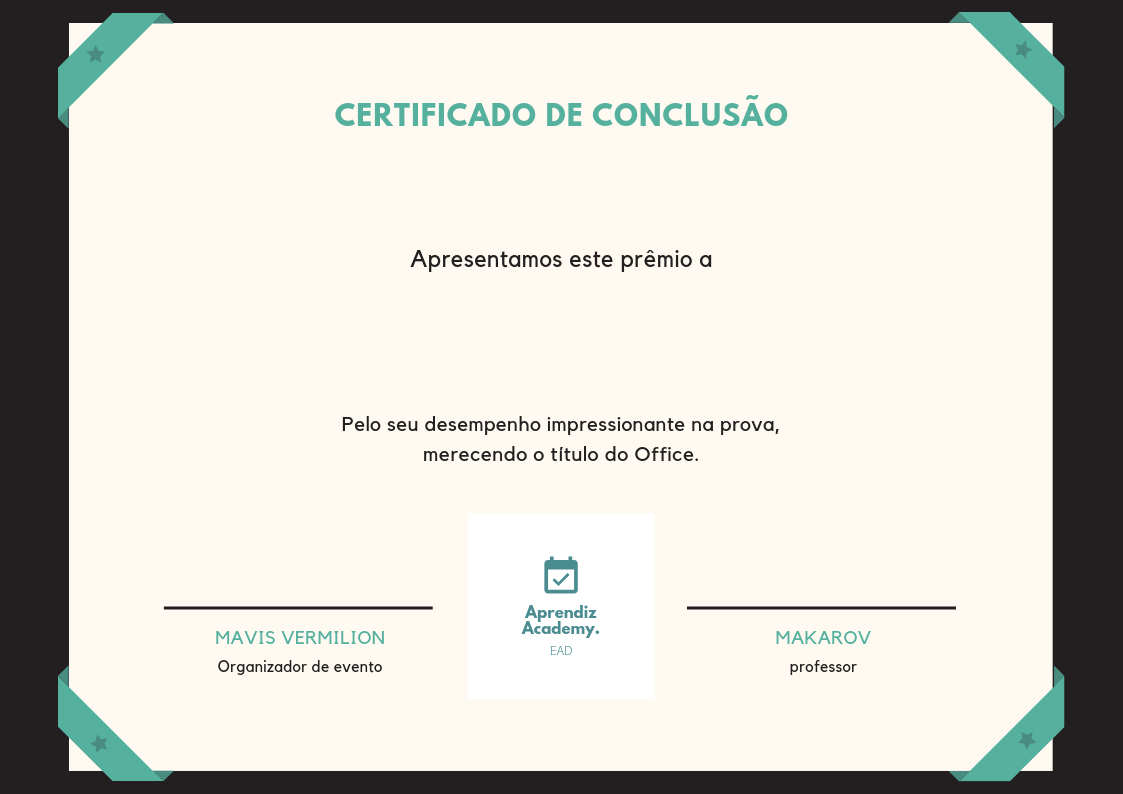 CERTIFICADO DE CONCLUSÃO
Apresentamos este prêmio a
Pelo seu desempenho impressionante na prova,
merecendo o título do Office.
Aprendiz
Academy.
EAD
MAVIS VERMILION
Organizador de evento
MAKAROV
professor